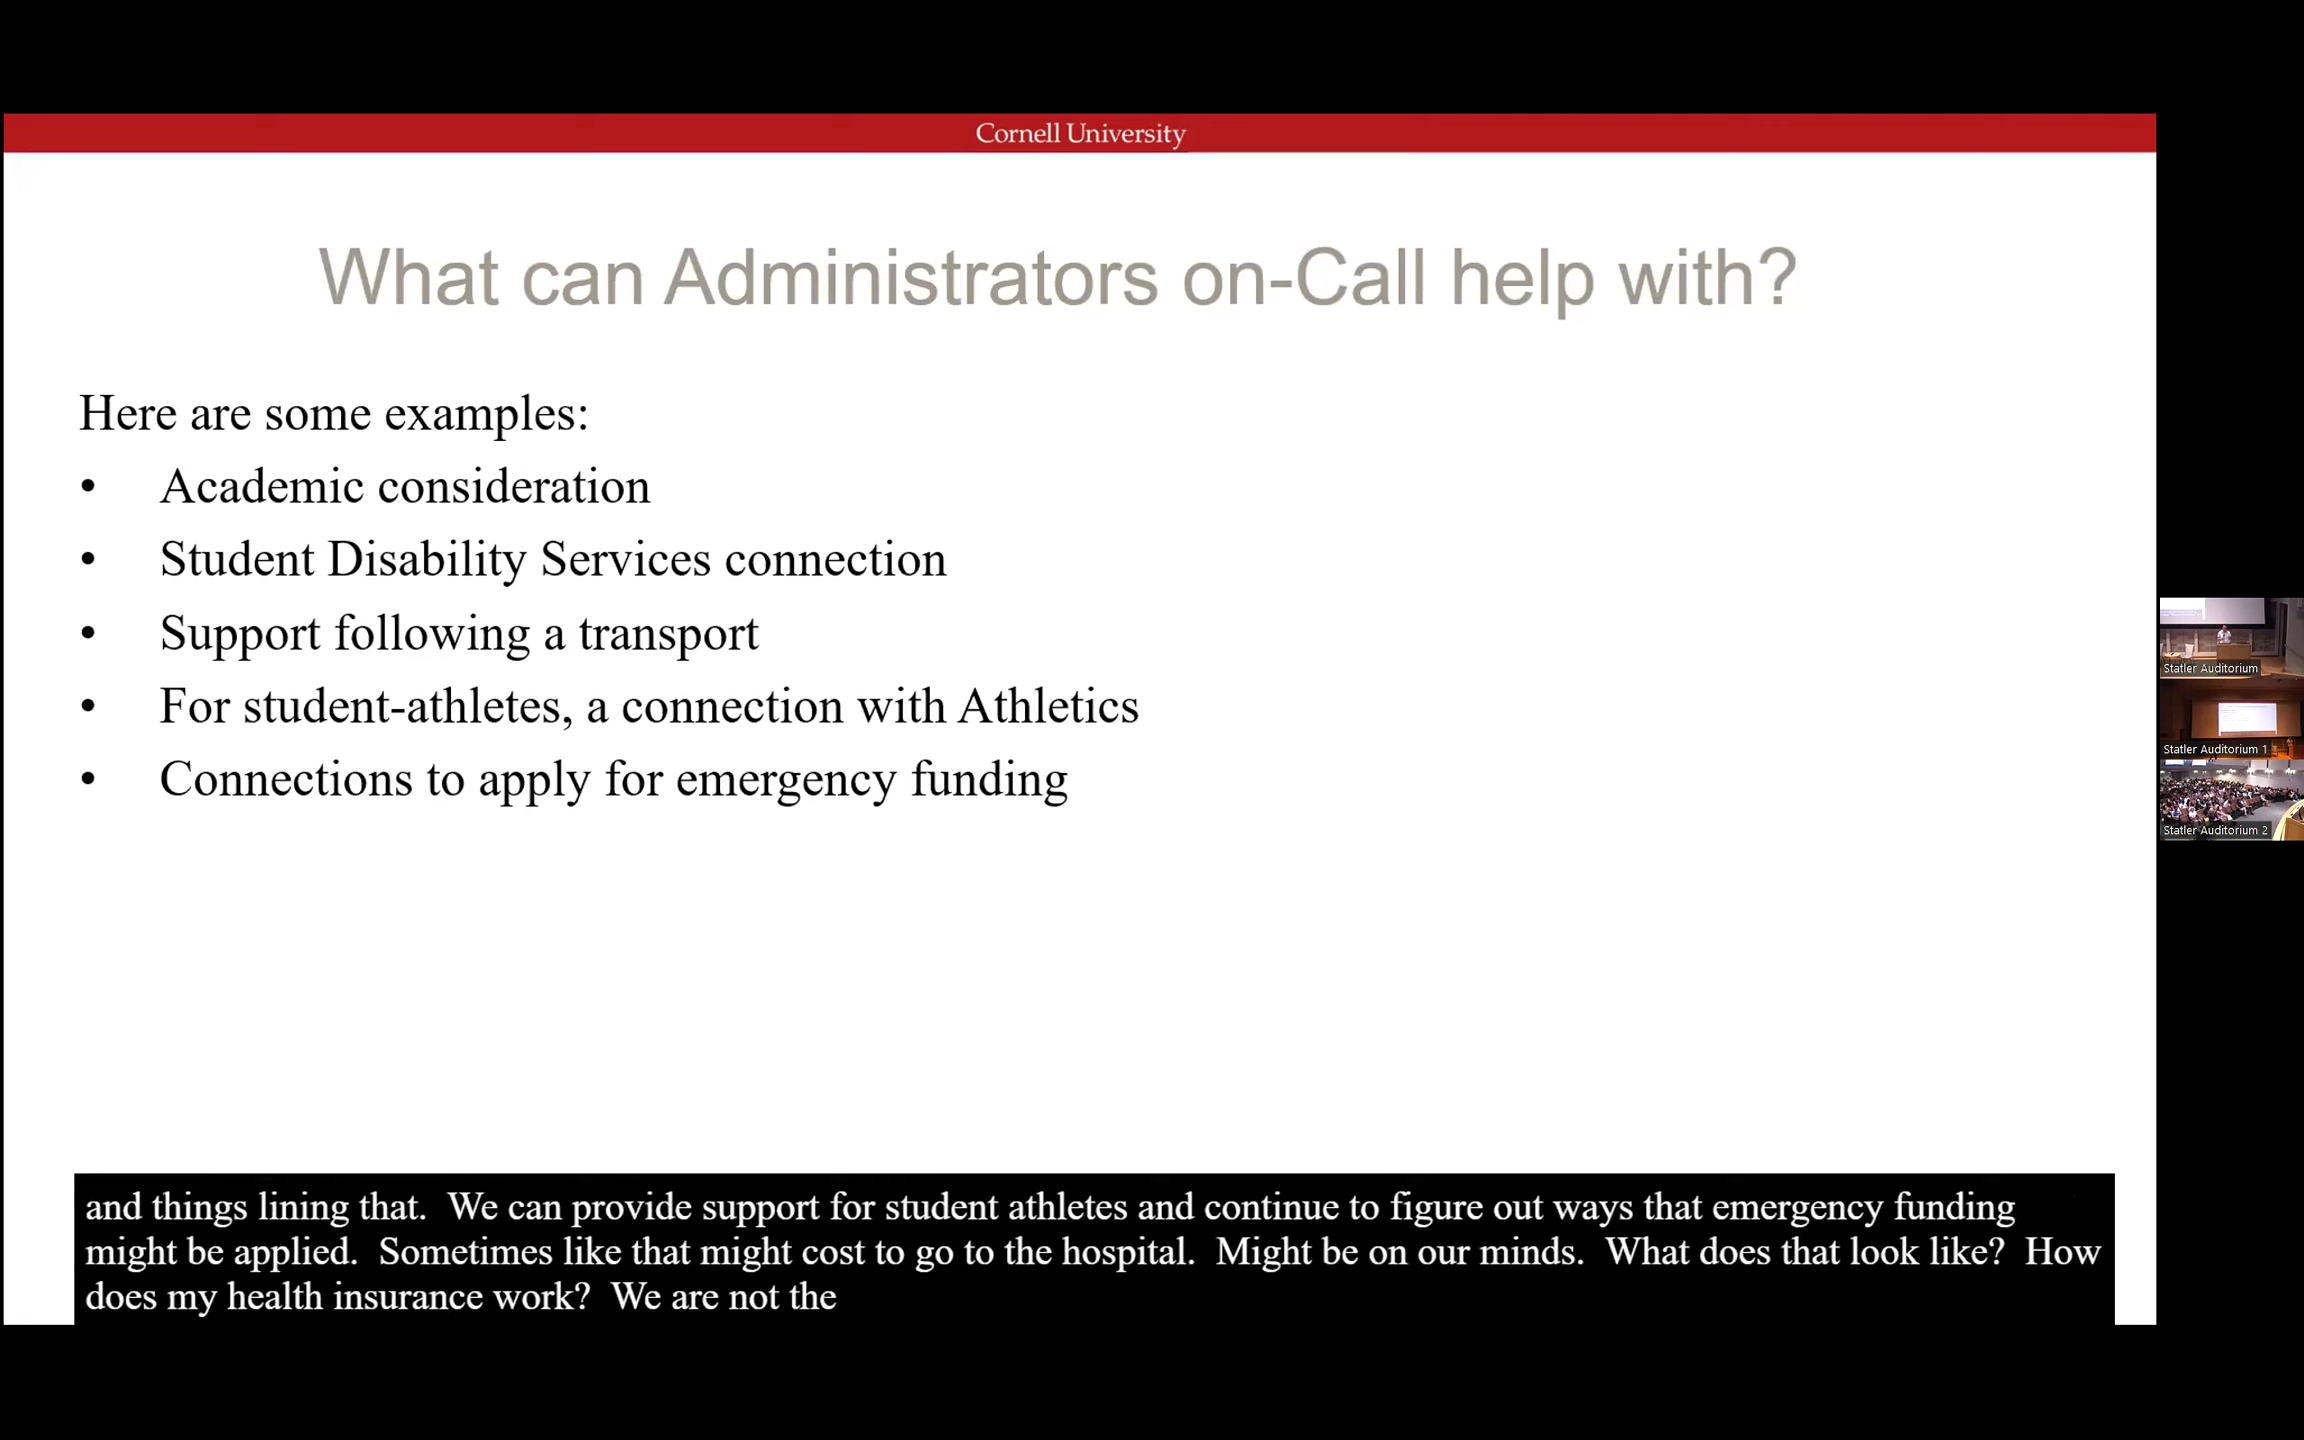 Cornell University
What can Administrators on-Call help with?
Here are some examples:
• Academic consideration
• Student Disability Services connection
• Support following a transport
• For student-athletes, a connection with Athletics
• Connections to apply for emergency funding
Statler Auditorium
Statler Auditorium 1
Statler Auditorium 2
and things lining that.  We can provide support for student athletes and continue to figure out ways that emergency funding
might be applied.  Sometimes like that might cost to go to the hospital.  Might be on our minds.  What does that look like?  How
does my health insurance work?  We are not the